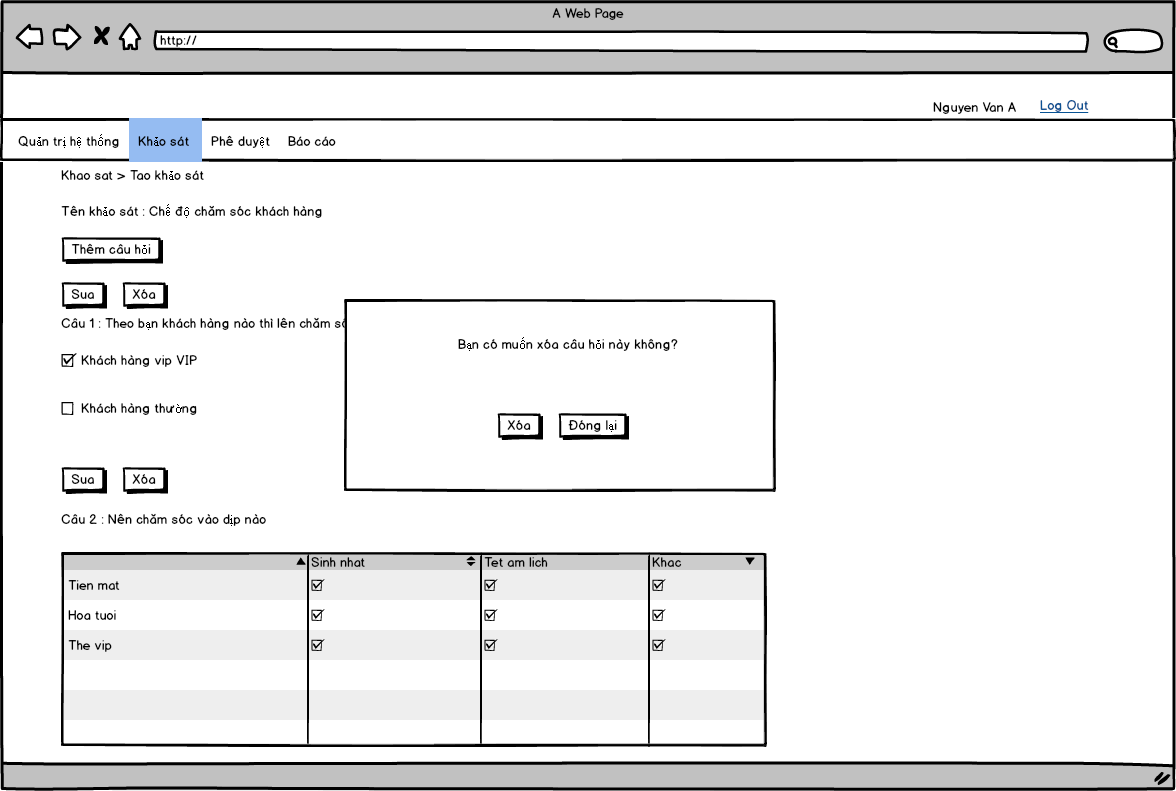 A Web Page
http://
Nguyen Van A Log Out
Quản trị hệ thống Khảo sát Phê duyệt Báo cáo
Khao sat > Tao khảo sát
Tên khảo sát : Chế độ chăm sóc khách hàng
Thêm câu hỏi
Sua Xóa
Câu 1 : Theo bạn khách hàng nào thì lên chăm
Bạn có muốn xóa câu hỏi này không?
Khách hàng vip VIP
Khách hàng thường
Xóa Đóng lại
Sua Xóa
Câu 2 : Nên chăm sóc vào dịp nào
Sinh nhat Tet am lich Khac
Tien mat
Hoa tuoi
The vip